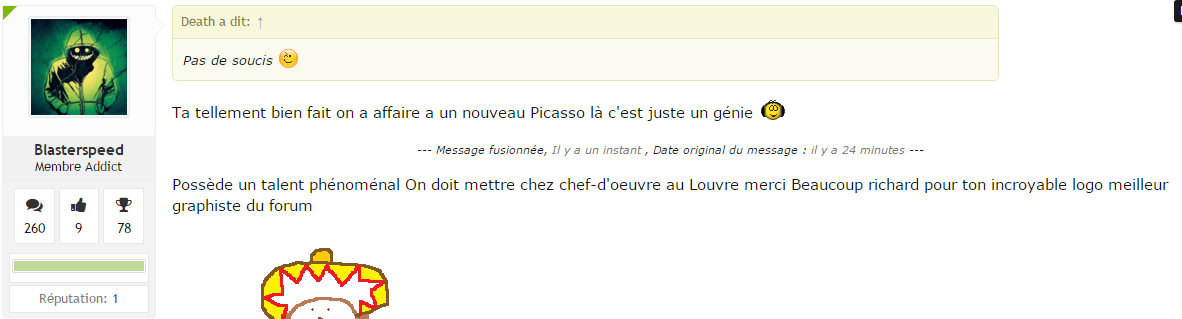 Death a dit: ↑
Pas de soucis
Ta tellement bien fait on a affaire a un nouveau Picasso là c'est juste un génie
--- Message fusionnée, Il y a un instant , Date original du message : il y a 24 minutes ---
Blasterspeed
Membre Addict
Possède un talent phénoménal On doit mettre chez chef-d'oeuvre au Louvre merci Beaucoup richard pour ton incroyable logo meilleur
graphiste du forum
260 9 78
Réputation: 1